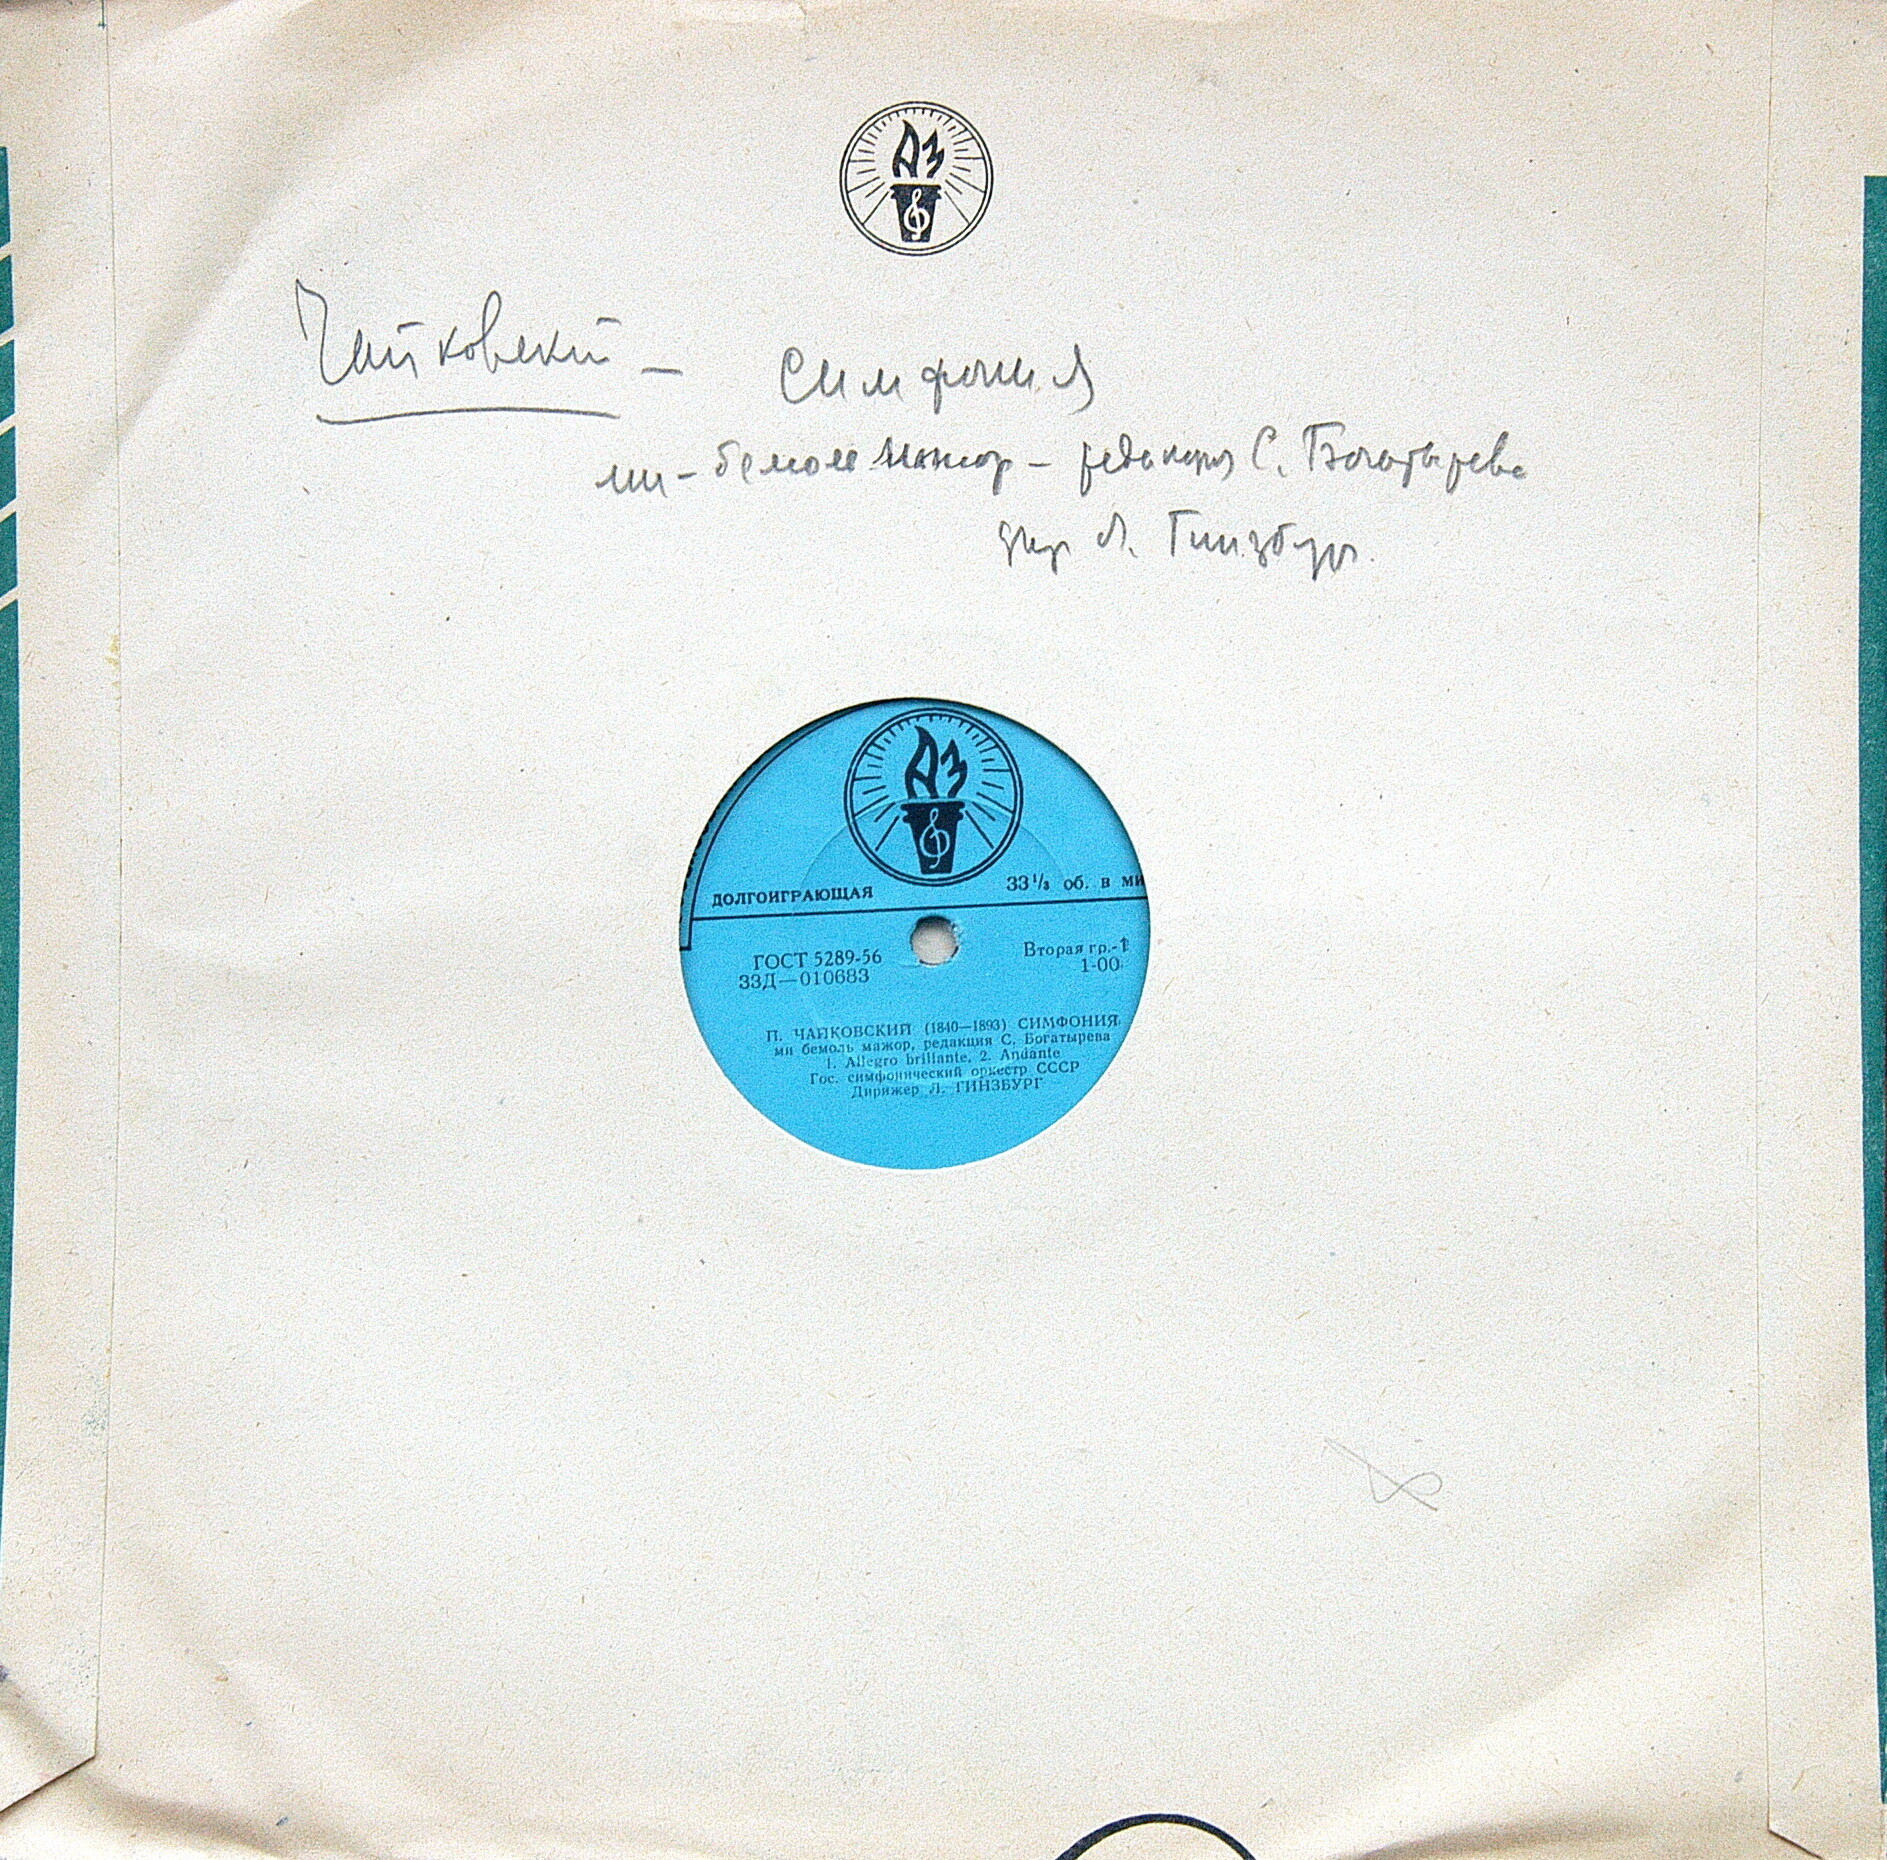 АЗ
Чайковский — Симфония
ми-бемоль мажор - редакция С. Богатырева
дир Л. Гинзбург.
АЗ
ДОЛГОИГРАЮЩАЯ 33⅓ об. в ми
ГОСТ 5289-56 Вторая гр.-1
33Д—010683 1-00
П. ЧАЙКОВСКИЙ (1840—1893) СИМФОНИЯ
ми бемоль мажор, редакция С. Богатырева
1. Allegro brillante, 2. Andante
Гос. симфонический оркестр СССР
Дирижер Л. ГИНЗБУРГ